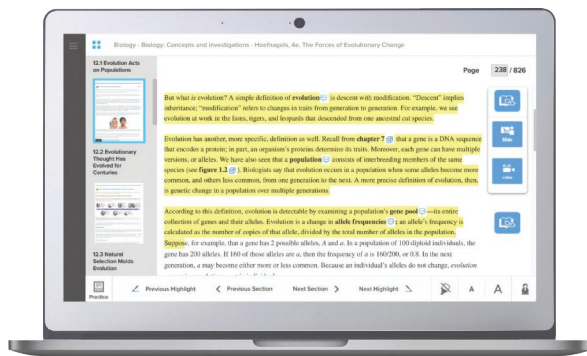 Biology - Biology: Concepts and Investigations - Hoefnagels, 4e. The Forces of Evolutionary Change
12.1 Evolution Acts
on Populations
12.2 Evolutionary
Thought Has
Evolved for
Centuries
12.3 Natural
Selection Molds
Evolution
Page 238 / 826
But what is evolution? A simple definition of evolution is descent with modification. "Descent" implies
inheritance; "modification" refers to changes in traits from generation to generation. For example, we see
evolution at work in the lions, tigers, and leopards that descended from one ancestral cat species.
Evolution has another, more specific, definition as well. Recall from chapter 7 that a gene is a DNA sequence
that encodes a protein; in part, an organism's proteins determine its traits. Moreover, each gene can have multiple
versions, or alleles. We have also seen that a population consists of interbreeding members of the same
species (see figure 1.2). Biologists say that evolution occurs in a population when some alleles become more
common, and others less common, from one generation to the next. A more precise definition of evolution, then,
is genetic change in a population over multiple generations.
According to this definition, evolution is detectable by examining a population's gene pool —its entire
collection of genes and their alleles. Evolution is a change in allele frequencies; an allele's frequency is
calculated as the number of copies of that allele, divided by the total number of alleles in the population.
Suppose, for example, that a gene has 2 possible alleles, A and a. In a population of 100 diploid individuals, the
gene has 200 alleles. If 160 of those alleles are a, then the frequency of a is 160/200, or 0.8. In the next
generation, a may become either more or less common. Because an individual's alleles do not change, evolution
Slide
Practice
Previous Highlight
Previous Section
Next Section
Next Highlight
A
A